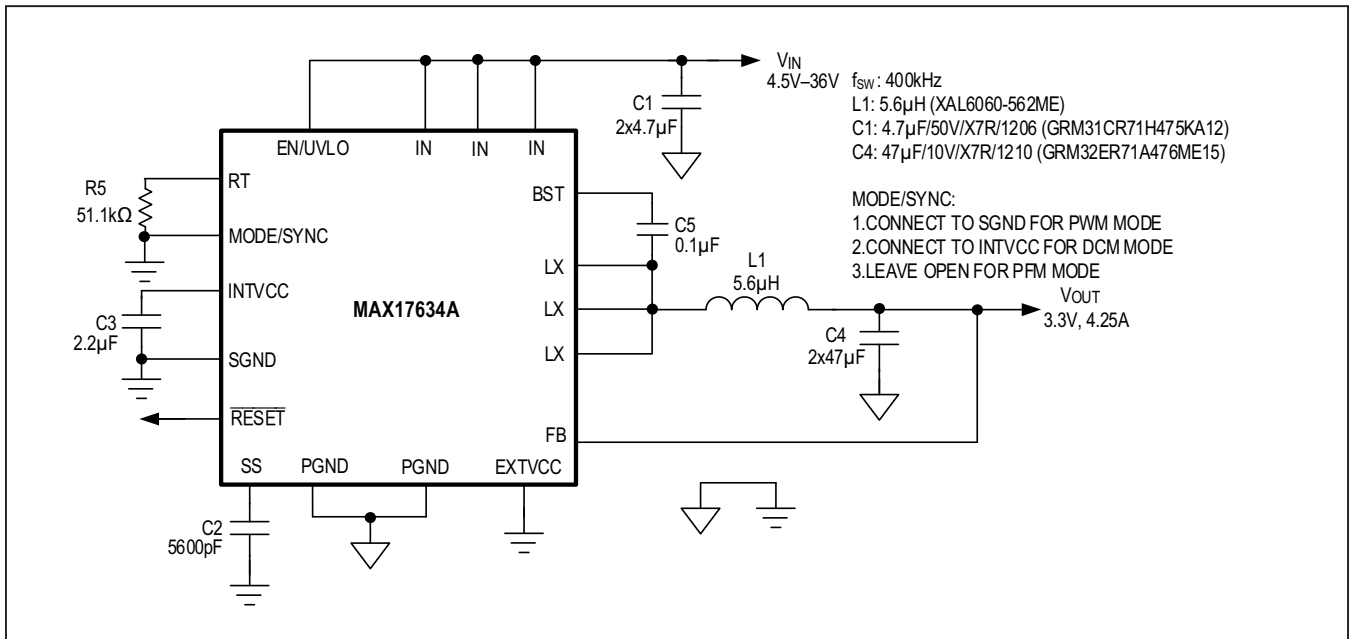 VIN
4.5V–36V
fSW: 400kHz
L1: 5.6µH (XAL6060-562ME)
C1: 4.7µF/50V/X7R/1206 (GRM31CR71H475KA12)
C4: 47µF/10V/X7R/1210 (GRM32ER71A476ME15)
MODE/SYNC:
1.CONNECT TO SGND FOR PWM MODE
2.CONNECT TO INTVCC FOR DCM MODE
3.LEAVE OPEN FOR PFM MODE
C1
2x4.7µF
EN/UVLO
IN
IN
IN
RT
R5
51.1kΩ
MODE/SYNC
INTVCC
C3
2.2µF
SGND
RESET
MAX17634A
BST
C5
0.1µF
LX
LX
LX
L1
5.6µH
VOUT
3.3V, 4.25A
C4
2x47µF
FB
SS
PGND
PGND
EXTVCC
C2
5600pF